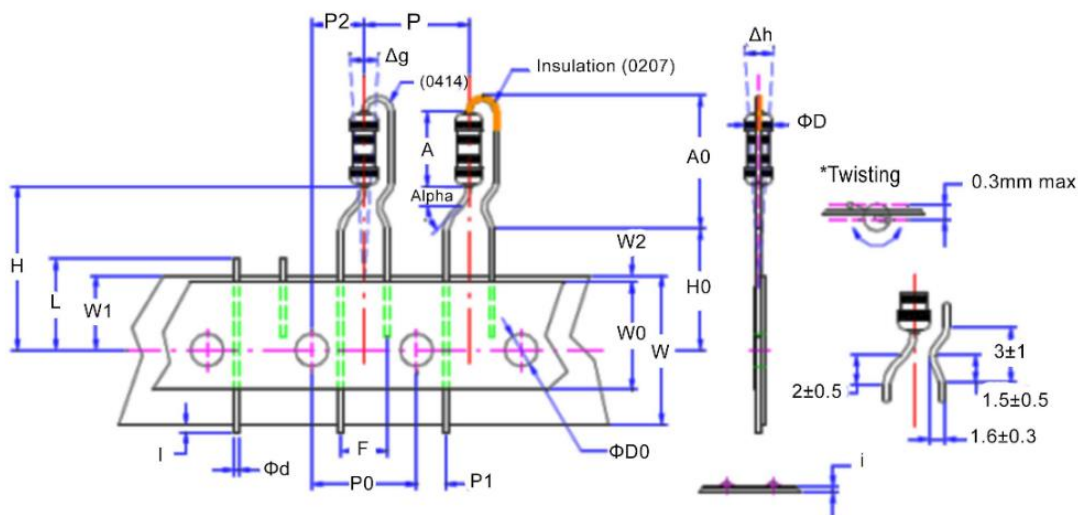 P2
P
Δg
(0414)
Insulation (0207)
Δh
ΦD
A
A0
Alpha
*Twisting
0.3mm max
H
L
W1
W2
W0
W
H0
2±0.5
3±1
1.5±0.5
1.6±0.3
I
Φd
F
P0
P1
ΦD0
i